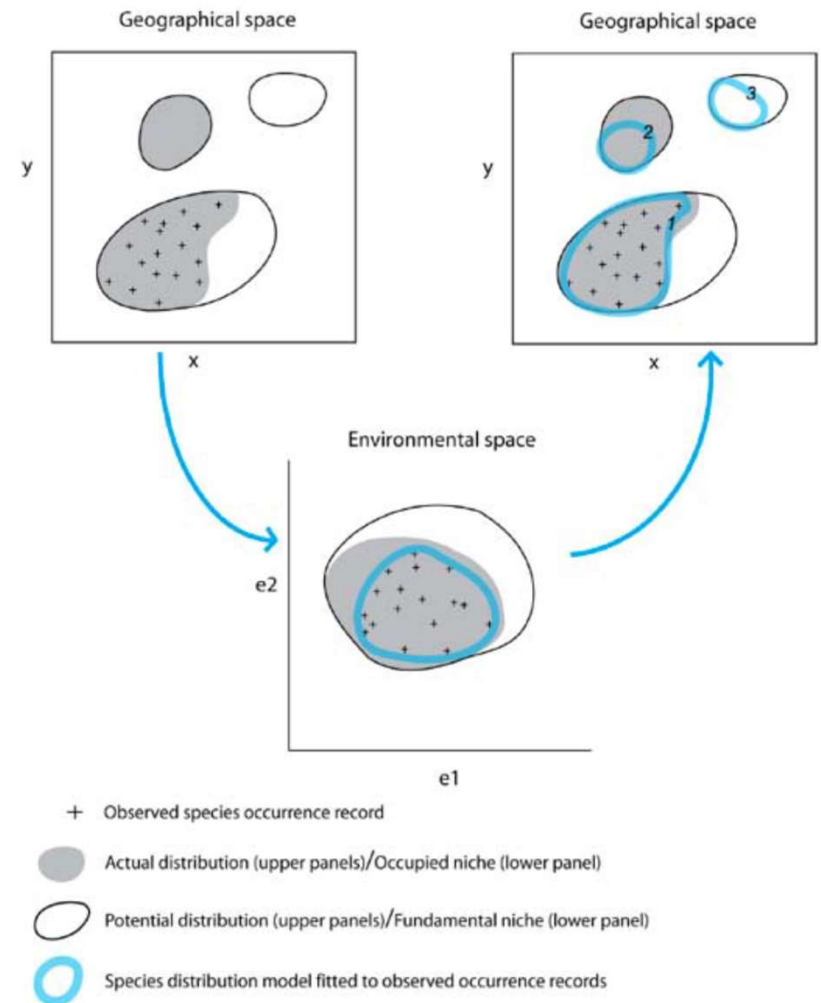 Geographical space
Geographical space
y
x
y
3
2
1
x
Environmental space
e2
e1
+ Observed species occurrence record
Actual distribution (upper panels)/Occupied niche (lower panel)
Potential distribution (upper panels)/Fundamental niche (lower panel)
Species distribution model fitted to observed occurrence records